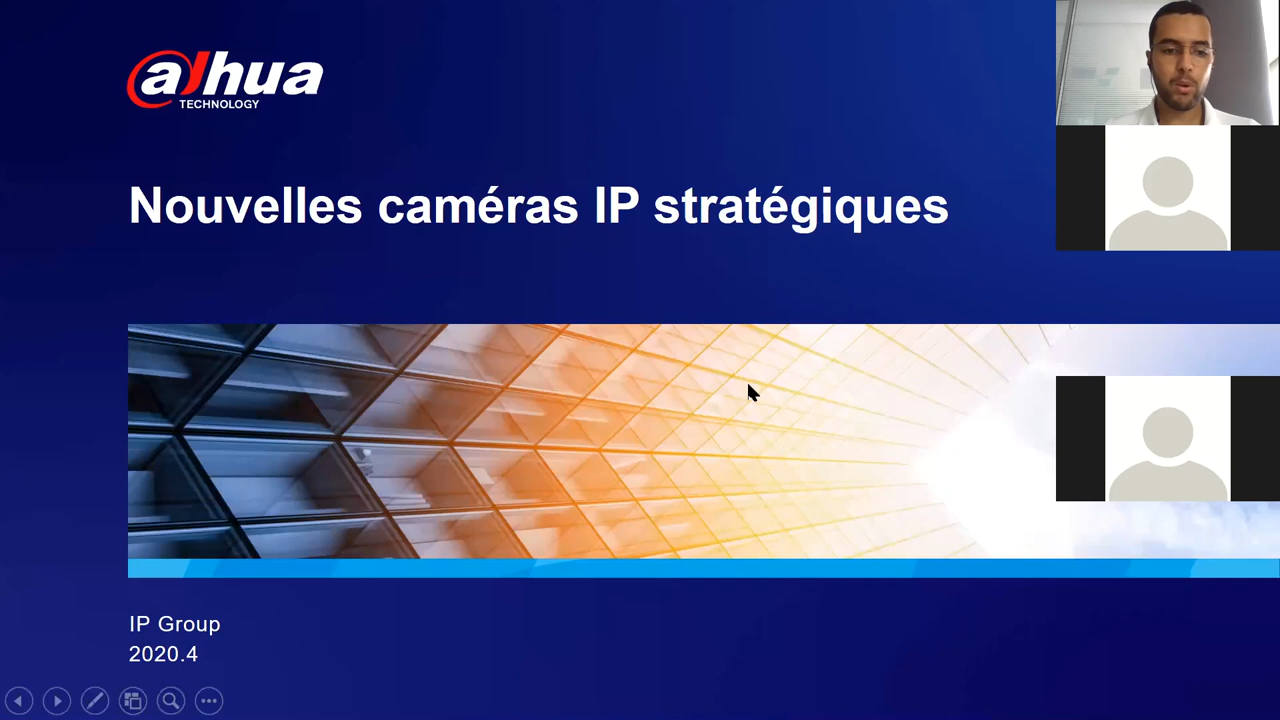 alhua
TECHNOLOGY
Nouvelles caméras IP stratégiques
IP Group
2020.4